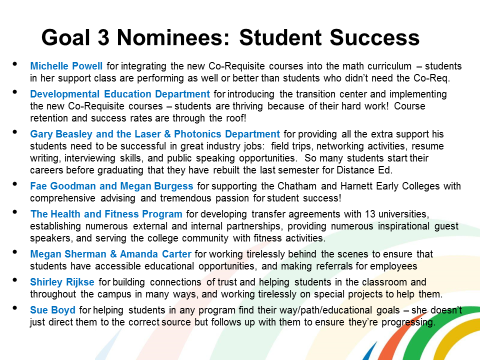 Goal 3 Nominees: Student Success
• Michelle Powell for integrating the new Co-Requisite courses into the math curriculum – students
in her support class are performing as well or better than students who didn't need the Co-Req.
• Developmental Education Department for introducing the transition center and implementing
the new Co-Requisite courses – students are thriving because of their hard work! Course
retention and success rates are through the roof!
• Gary Beasley and the Laser & Photonics Department for providing all the extra support his
students need to be successful in great industry jobs: field trips, networking activities, resume
writing, interviewing skills, and public speaking opportunities. So many students start their
careers before graduating that they have rebuilt the last semester for Distance Ed.
• Fae Goodman and Megan Burgess for supporting the Chatham and Harnett Early Colleges with
comprehensive advising and tremendous passion for student success!
• The Health and Fitness Program for developing transfer agreements with 13 universities,
establishing numerous external and internal partnerships, providing numerous inspirational guest
speakers, and serving the college community with fitness activities.
• Megan Sherman & Amanda Carter for working tirelessly behind the scenes to ensure that
students have accessible educational opportunities, and making referrals for employees
• Shirley Rijkse for building connections of trust and helping students in the classroom and
throughout the campus in many ways, and working tirelessly on special projects to help them.
• Sue Boyd for helping students in any program find their way/path/educational goals – she doesn't
just direct them to the correct source but follows up with them to ensure they're progressing.